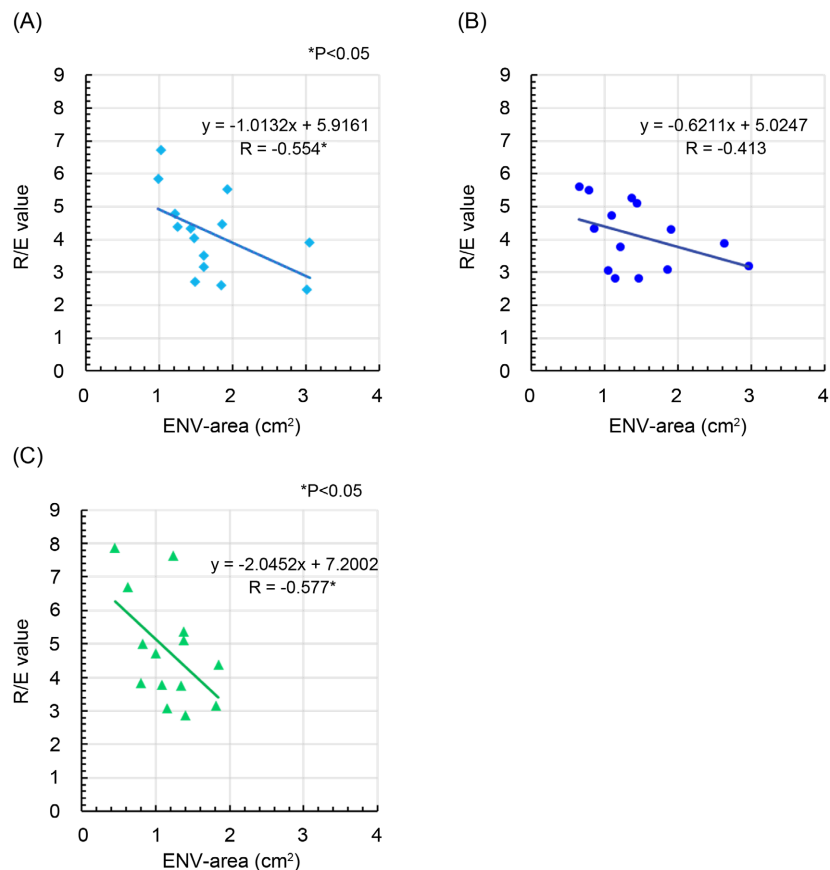 (A)
*P<0.05
9
8
7
6
5
4
3
2
1
0
R/E value
y = -1.0132x + 5.9161
R = -0.554*
0 1 2 3 4
ENV-area (cm²)
(B)
9
8
7
6
5
4
3
2
1
0
R/E value
y = -0.6211x + 5.0247
R = -0.413
0 1 2 3 4
ENV-area (cm²)
(C)
*P<0.05
9
8
7
6
5
4
3
2
1
0
R/E value
y = -2.0452x + 7.2002
R = -0.577*
0 1 2 3 4
ENV-area (cm²)